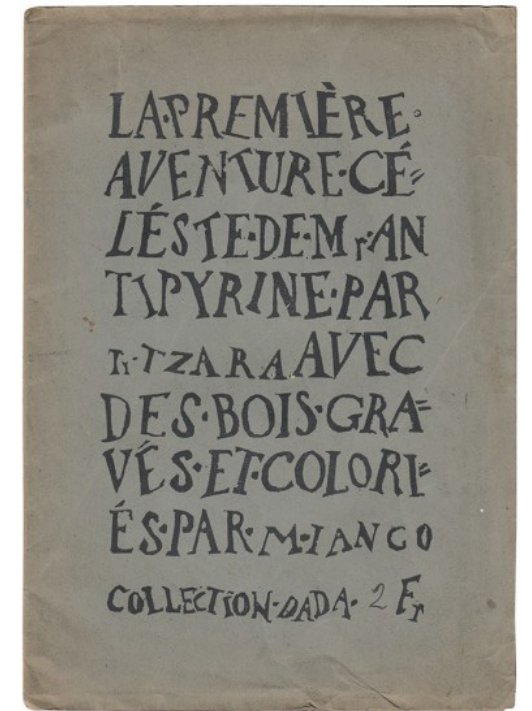 LA·PREMIÈRE·
AVENTURE·CÉ=
LÉSTE·DE·Mr·AN
TIPYRINE·PAR
Tr·TZARA AVEC
DES·BOIS·GRA=
VÉS·ET·COLORI=
ÉS·PAR·M·IANCO
COLLECTION·DADA· 2 Fr